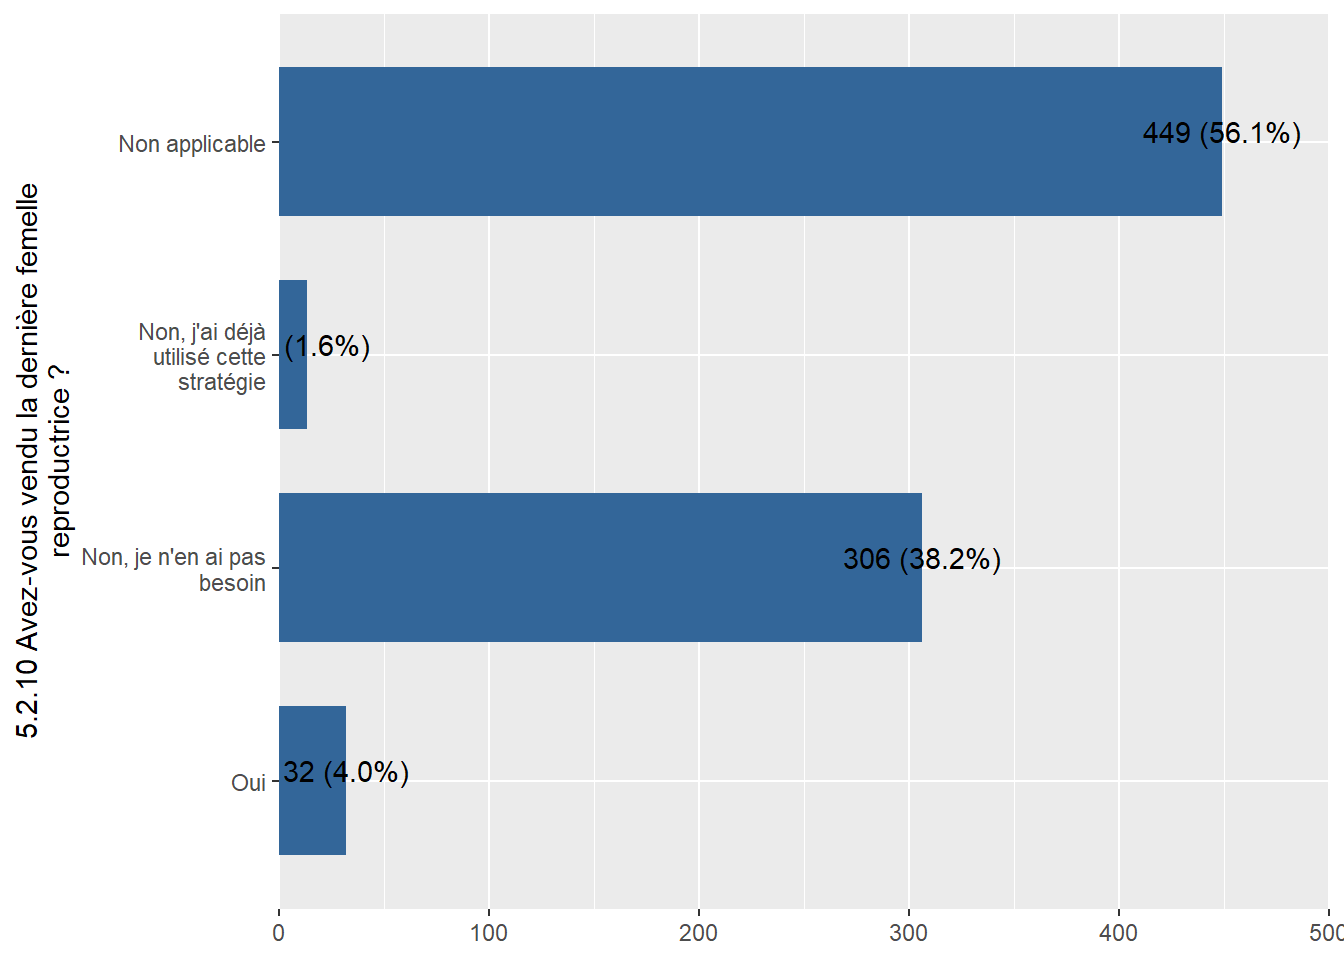 5.2.10 Avez-vous vendu la dernière femelle
reproductrice ?
Non applicable
449 (56.1%)
Non, j'ai déjà
utilisé cette
stratégie
(1.6%)
Non, je n'en ai pas
besoin
306 (38.2%)
Oui
32 (4.0%)
0
100
200
300
400
500